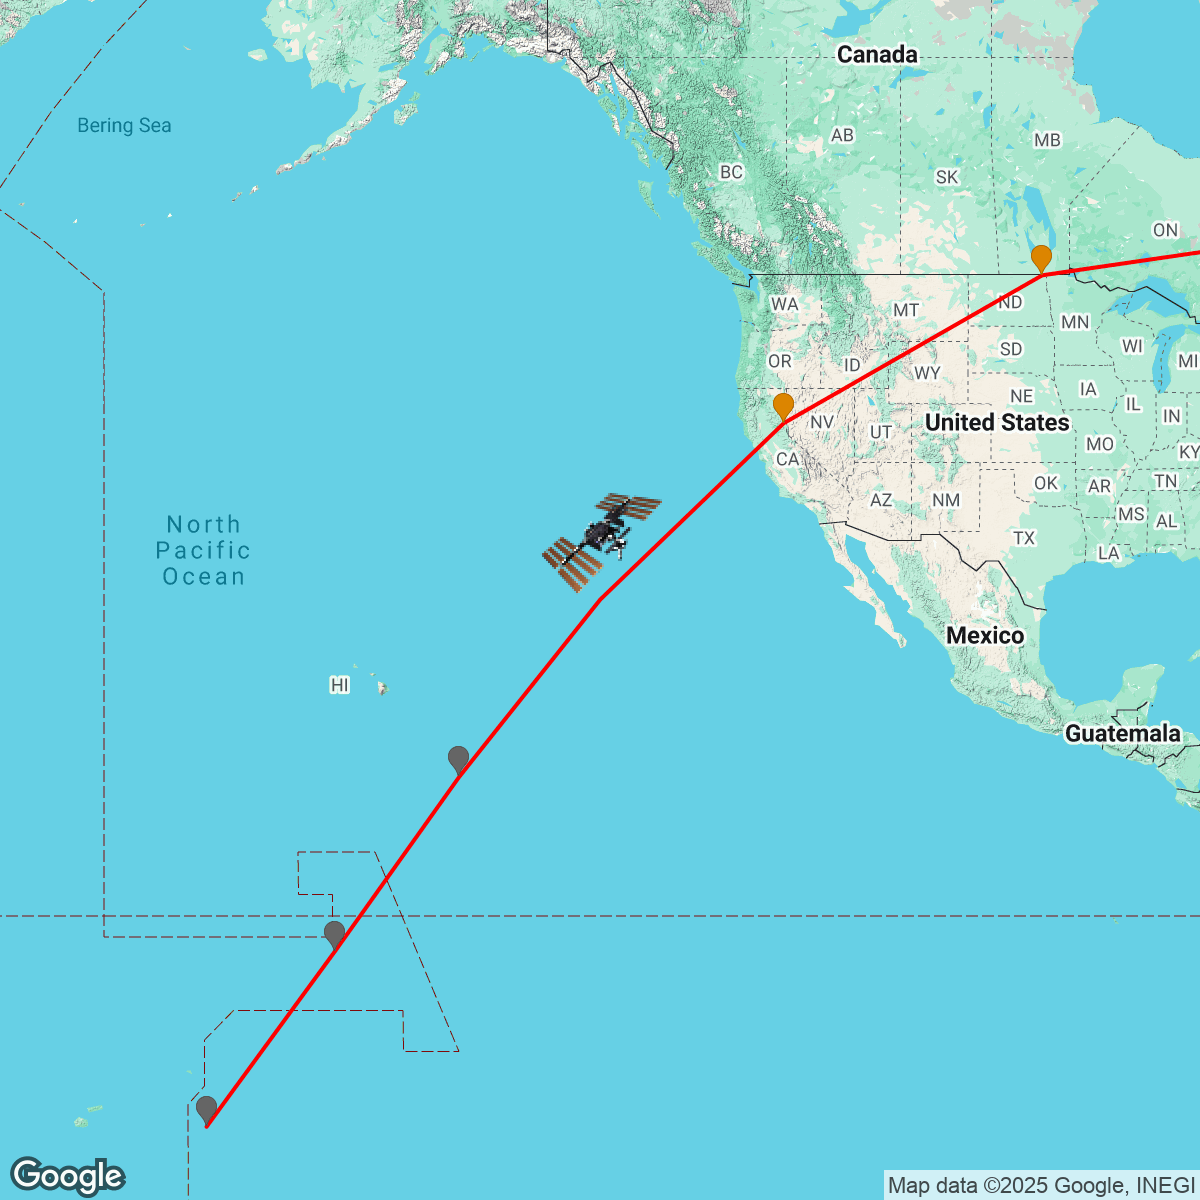 Canada
Bering Sea
AB
MB
BC
SK
ON
WA
MT
ND
MN
OR
ID
SD
WI
MI
WY
NE
IA
IL
IN
NV
UT
United States
MO
KY
CA
OK
AR
TN
AZ
NM
MS
AL
TX
LA
North
Pacific
Ocean
Mexico
HI
Guatemala
Google
Map data ©2025 Google, INEGI